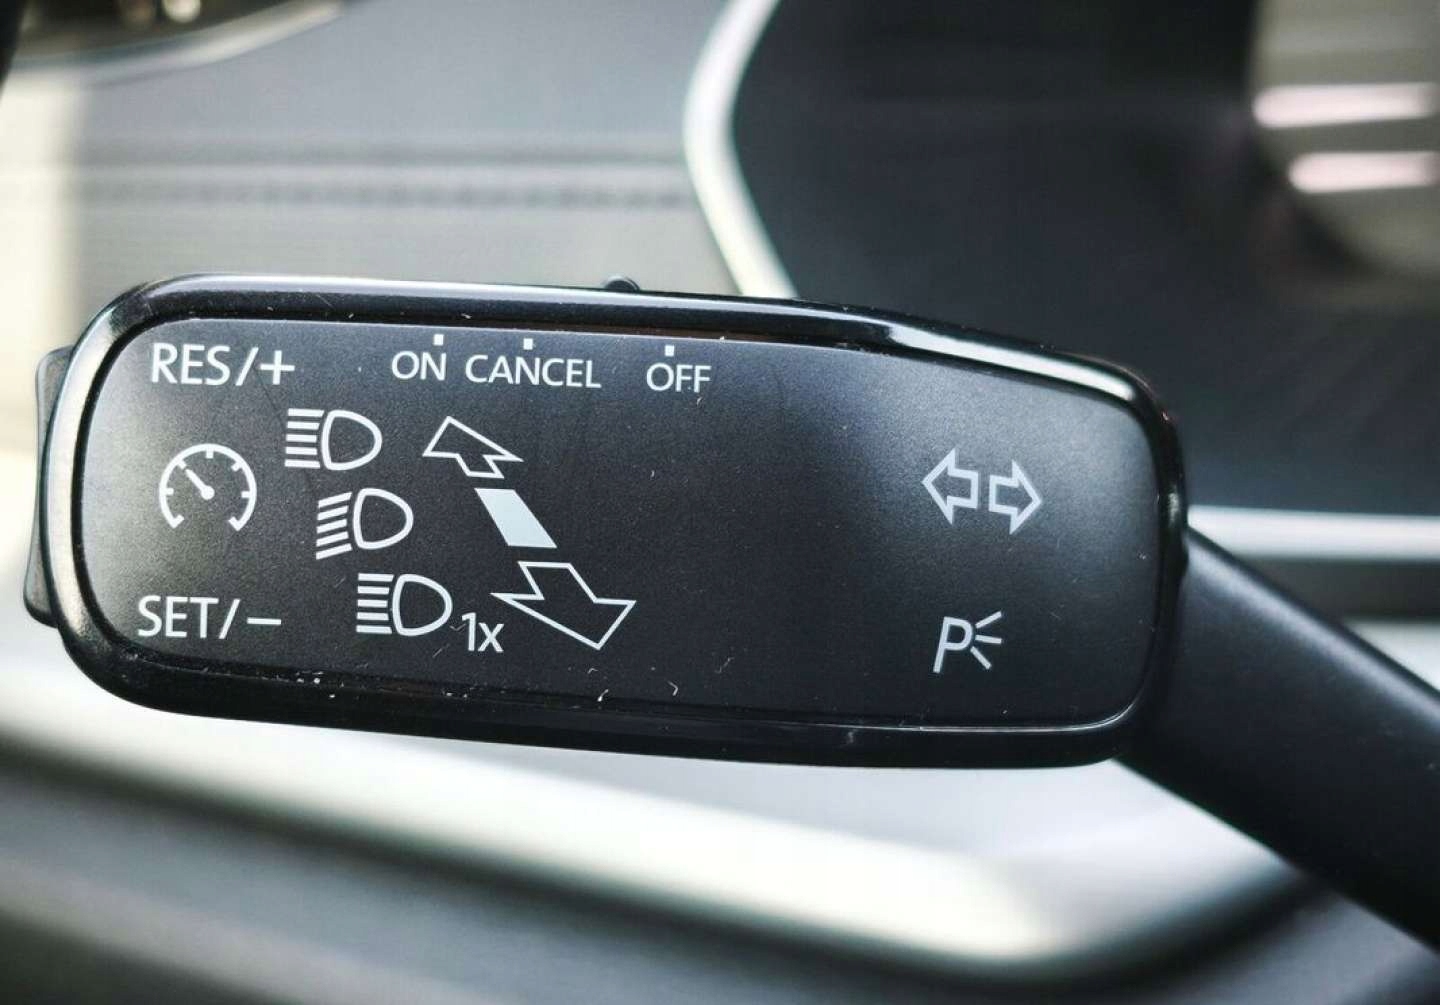 RES/+
ON CANCEL OFF
SET/−
1x
P